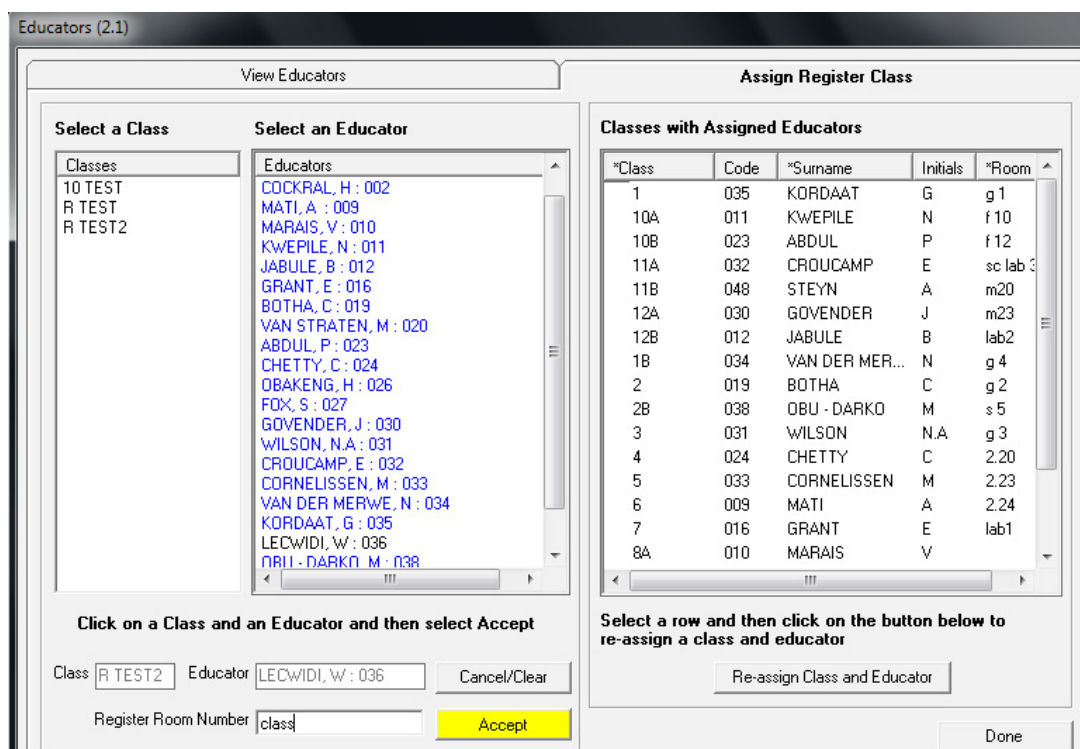 Educators (2.1)
View Educators
Assign Register Class
Select a Class
Classes
10 TEST
R TEST
R TEST2
Select an Educator
Educators
COCKRAL, H : 002
MATI, A : 009
MARAIS, V : 010
KWEPILE, N : 011
JABULE, B : 012
GRANT, E : 016
BOTHA, C : 019
VAN STRATEN, M : 020
ABDUL, P : 023
CHETTY, C : 024
OBAKENG, H : 026
FOX, S : 027
GOVENDER, J : 030
WILSON, N.A : 031
CROUCAMP, E : 032
CORNELISSEN, M : 033
VAN DER MERWE, N : 034
KORDAAT, G : 035
LECWIDI, W : 036
OBU - DARKO, M : 038
Click on a Class and an Educator and then select Accept
Class R TEST2 Educator LECWIDI, W : 036 Cancel/Clear
Register Room Number class Accept
Classes with Assigned Educators
*Class Code *Surname Initials *Room
1 035 KORDAAT G g 1
10A 011 KWEPILE N f 10
10B 023 ABDUL P f 12
11A 032 CROUCAMP E sc lab 3
11B 048 STEYN A m20
12A 030 GOVENDER J m23
12B 012 JABULE B lab2
1B 034 VAN DER MER... N g 4
2 019 BOTHA C g 2
2B 038 OBU - DARKO M s 5
3 031 WILSON N.A g 3
4 024 CHETTY C 2.20
5 033 CORNELISSEN M 2.23
6 009 MATI A 2.24
7 016 GRANT E lab1
8A 010 MARAIS V
Select a row and then click on the button below to
re-assign a class and educator
Re-assign Class and Educator
Done